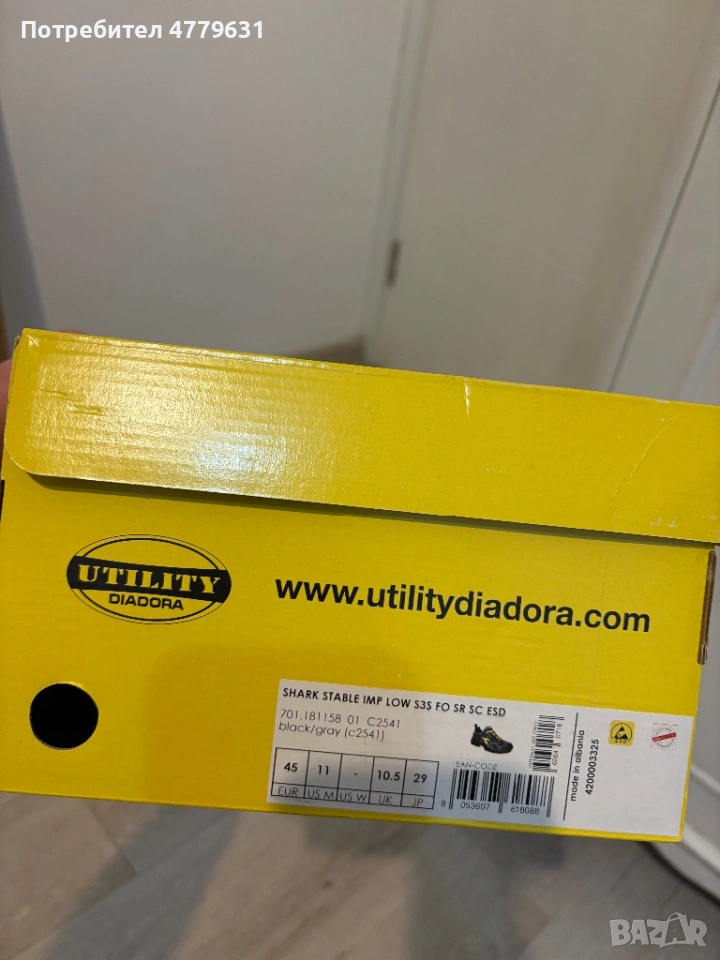 Потребител 4779631
UTILITY
DIADORA
www.utilitydiadora.com
SHARK STABLE IMP LOW S3S FO SR SC ESD
701.181158 01 C2541
black/gray (c2541)
45 11 - 10.5 29
EUR US M US W UK JP
EAN-CODE
8 053607 618088
made in albania
4200003325
BAZAR